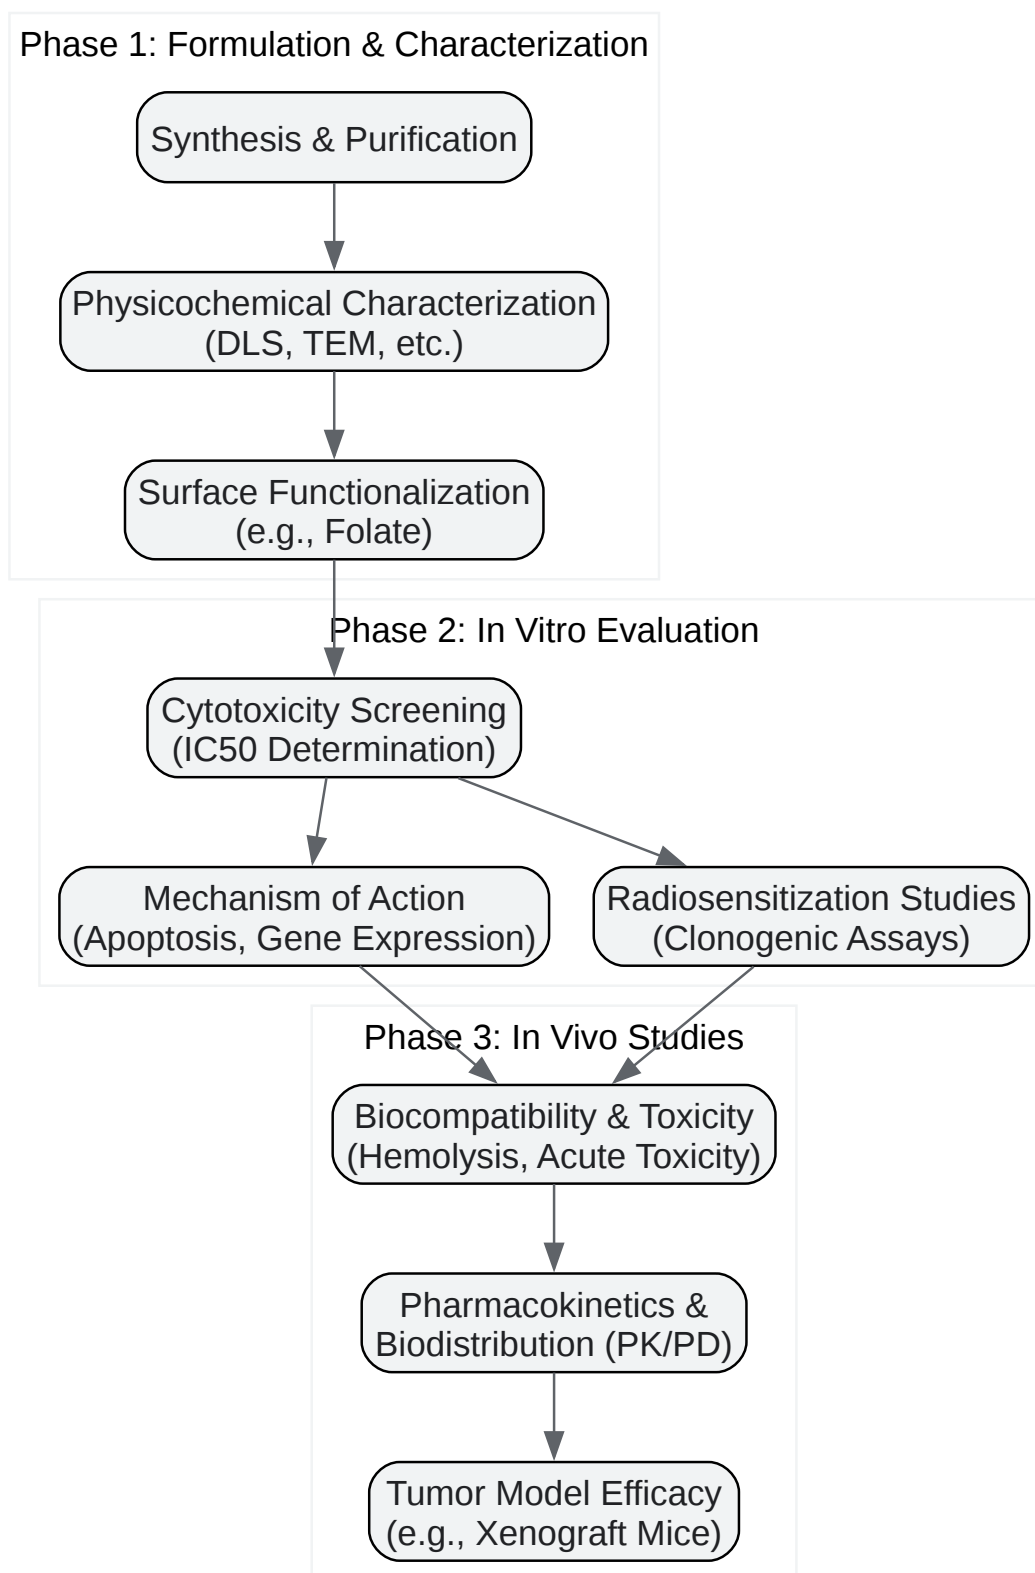 Phase 1: Formulation & Characterization
Synthesis & Purification
Physicochemical Characterization
(DLS, TEM, etc.)
Surface Functionalization
(e.g., Folate)
Phase 2: In Vitro Evaluation
Cytotoxicity Screening
(IC50 Determination)
Mechanism of Action
(Apoptosis, Gene Expression)
Radiosensitization Studies
(Clonogenic Assays)
Phase 3: In Vivo Studies
Biocompatibility & Toxicity
(Hemolysis, Acute Toxicity)
Pharmacokinetics &
Biodistribution (PK/PD)
Tumor Model Efficacy
(e.g., Xenograft Mice)